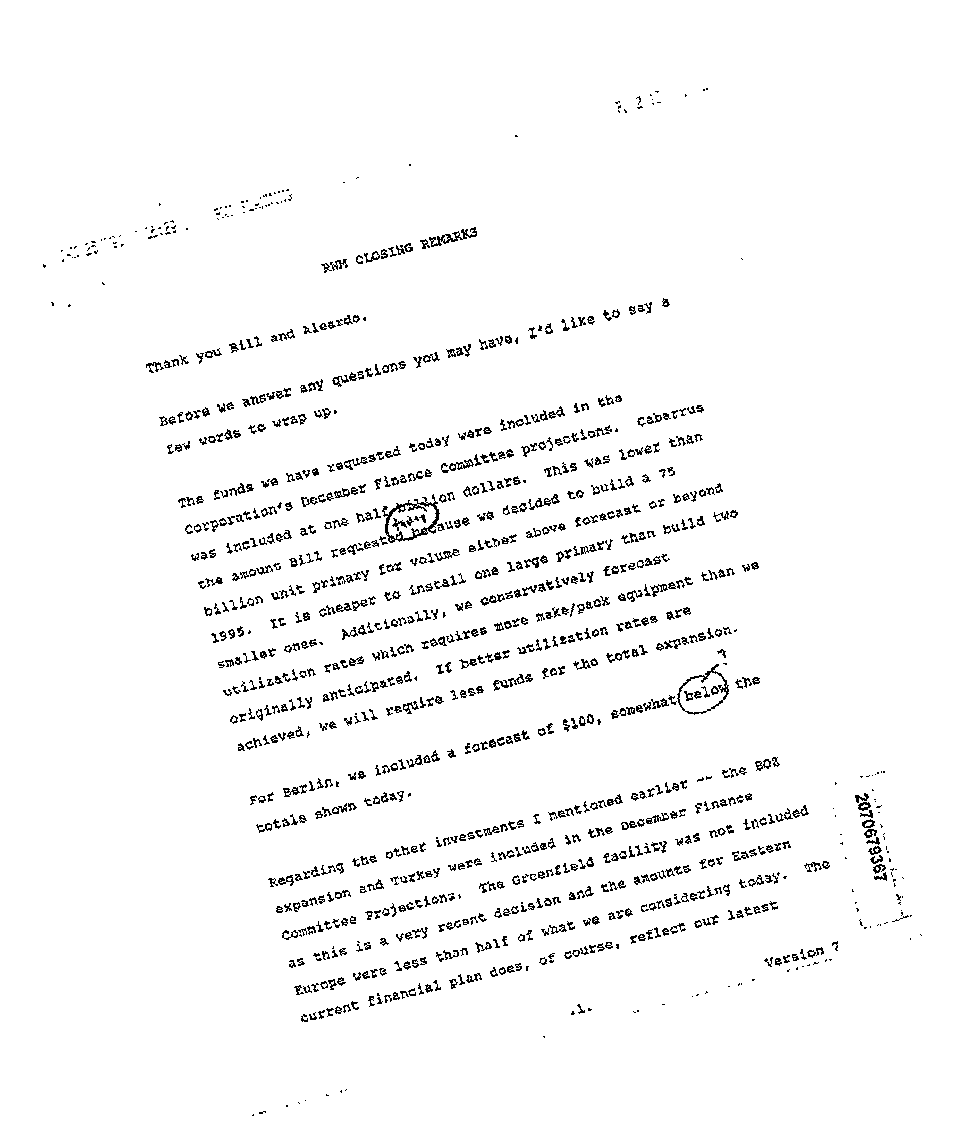 RWM CLOSING REMARKS
Thank you Bill and Aleardo.
Before we answer any questions you may have, I'd like to say a
few words to wrap up.
The funds we have requested today were included in the
Corporation's December Finance Committee projections. Cabarrus
was included at one half billion dollars. This was lower than
today
the amount Bill requested because we decided to build a 75
billion unit primary for volume either above forecast or beyond
1995. It is cheaper to install one large primary than build two
smaller ones. Additionally, we conservatively forecast
utilization rates which requires more make/pack equipment than we
originally anticipated. If better utilization rates are
achieved, we will require less funds for the total expansion.
?
For Berlin, we included a forecast of $100, somewhat below the
totals shown today.
Regarding the other investments I mentioned earlier -- the BOZ
expansion and Turkey were included in the December Finance
Committee Projections. The Greenfield facility was not included
as this is a very recent decision and the amounts for Eastern
Europe were less than half of what we are considering today. The
current financial plan does, of course, reflect our latest
.1.
Version 7
2070679367